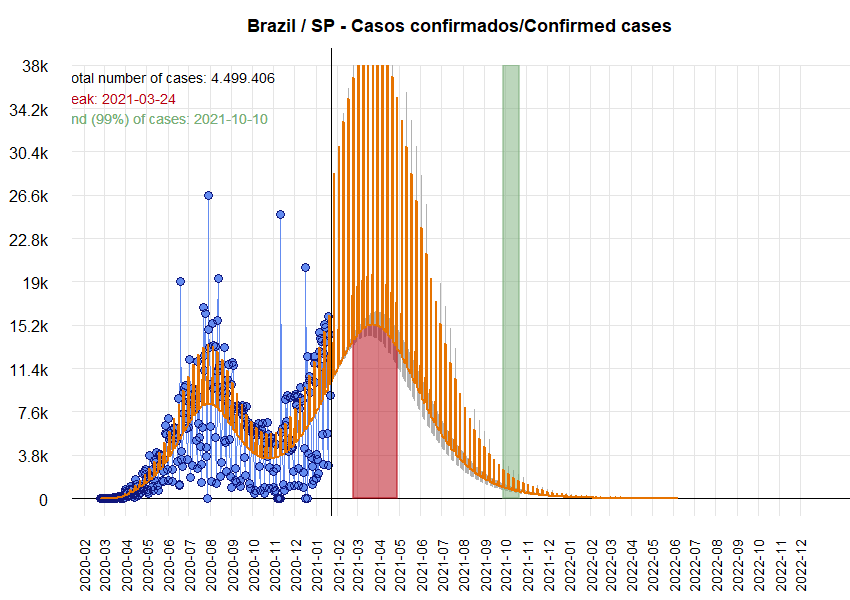 Brazil / SP - Casos confirmados/Confirmed cases
38k
otal number of cases: 4.499.406
eak: 2021-03-24
34.2k
nd (99%) of cases: 2021-10-10
30.4k
26.6k
22.8k
19k
15.2k
11.4k
7.6k
3.8k
0
2020-02
2020-03
2020-04
2020-05
2020-06
2020-07
2020-08
2020-09
2020-10
2020-11
2020-12
2021-01
2021-02
2021-03
2021-04
2021-05
2021-06
2021-07
2021-08
2021-09
2021-10
2021-11
2021-12
2022-01
2022-02
2022-03
2022-04
2022-05
2022-06
2022-07
2022-08
2022-09
2022-10
2022-11
2022-12